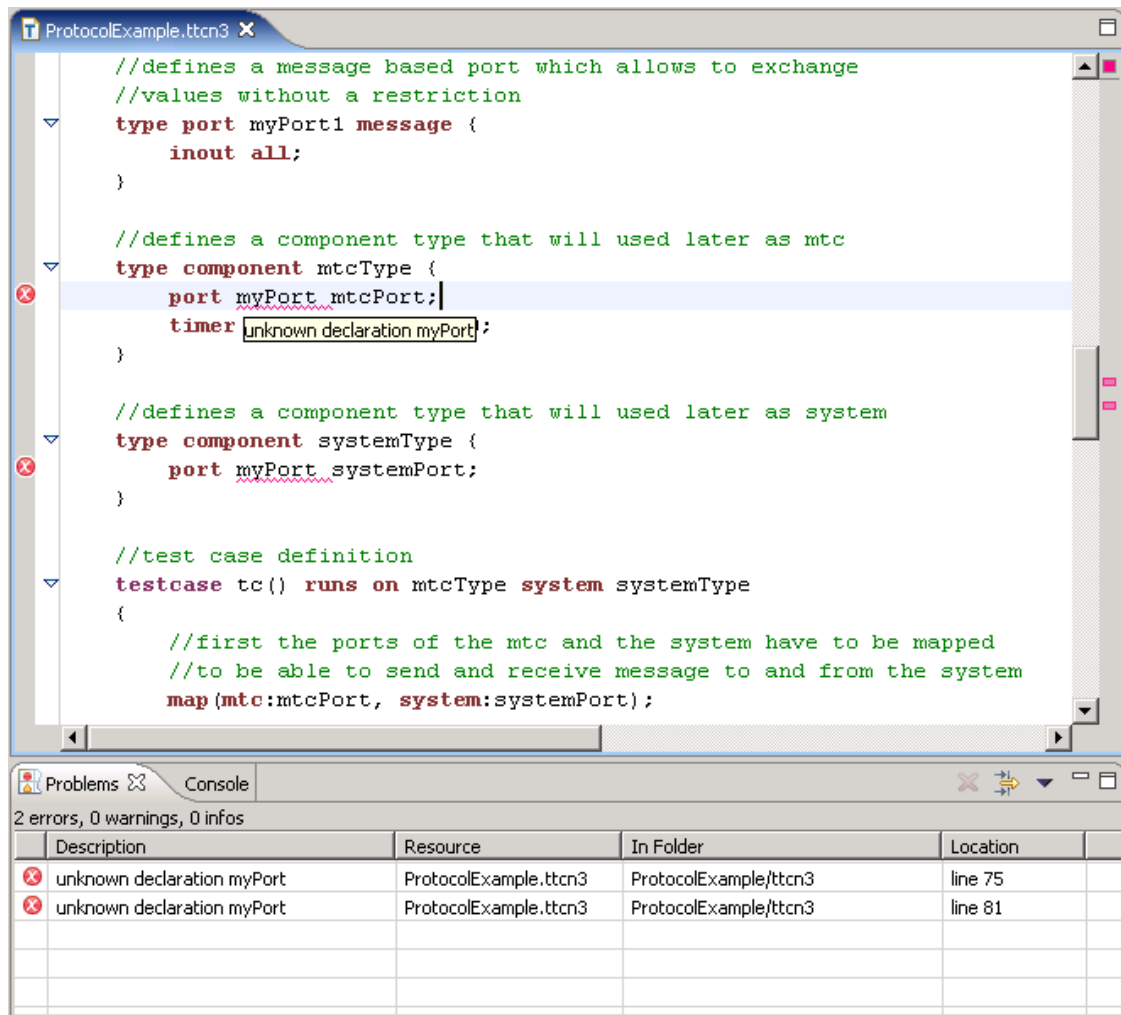 ProtocolExample.ttcn3
//defines a message based port which allows to exchange
//values without a restriction
type port myPort1 message {
inout all;
}
//defines a component type that will used later as mtc
type component mtcType {
port myPort mtcPort;
timer unknown declaration myPort ;
}
//defines a component type that will used later as system
type component systemType {
port myPort systemPort;
}
//test case definition
testcase tc() runs on mtcType system systemType
{
//first the ports of the mtc and the system have to be mapped
//to be able to send and receive message to and from the system
map(mtc:mtcPort, system:systemPort);
Problems Console
2 errors, 0 warnings, 0 infos
Description Resource In Folder Location
unknown declaration myPort ProtocolExample.ttcn3 ProtocolExample/ttcn3 line 75
unknown declaration myPort ProtocolExample.ttcn3 ProtocolExample/ttcn3 line 81